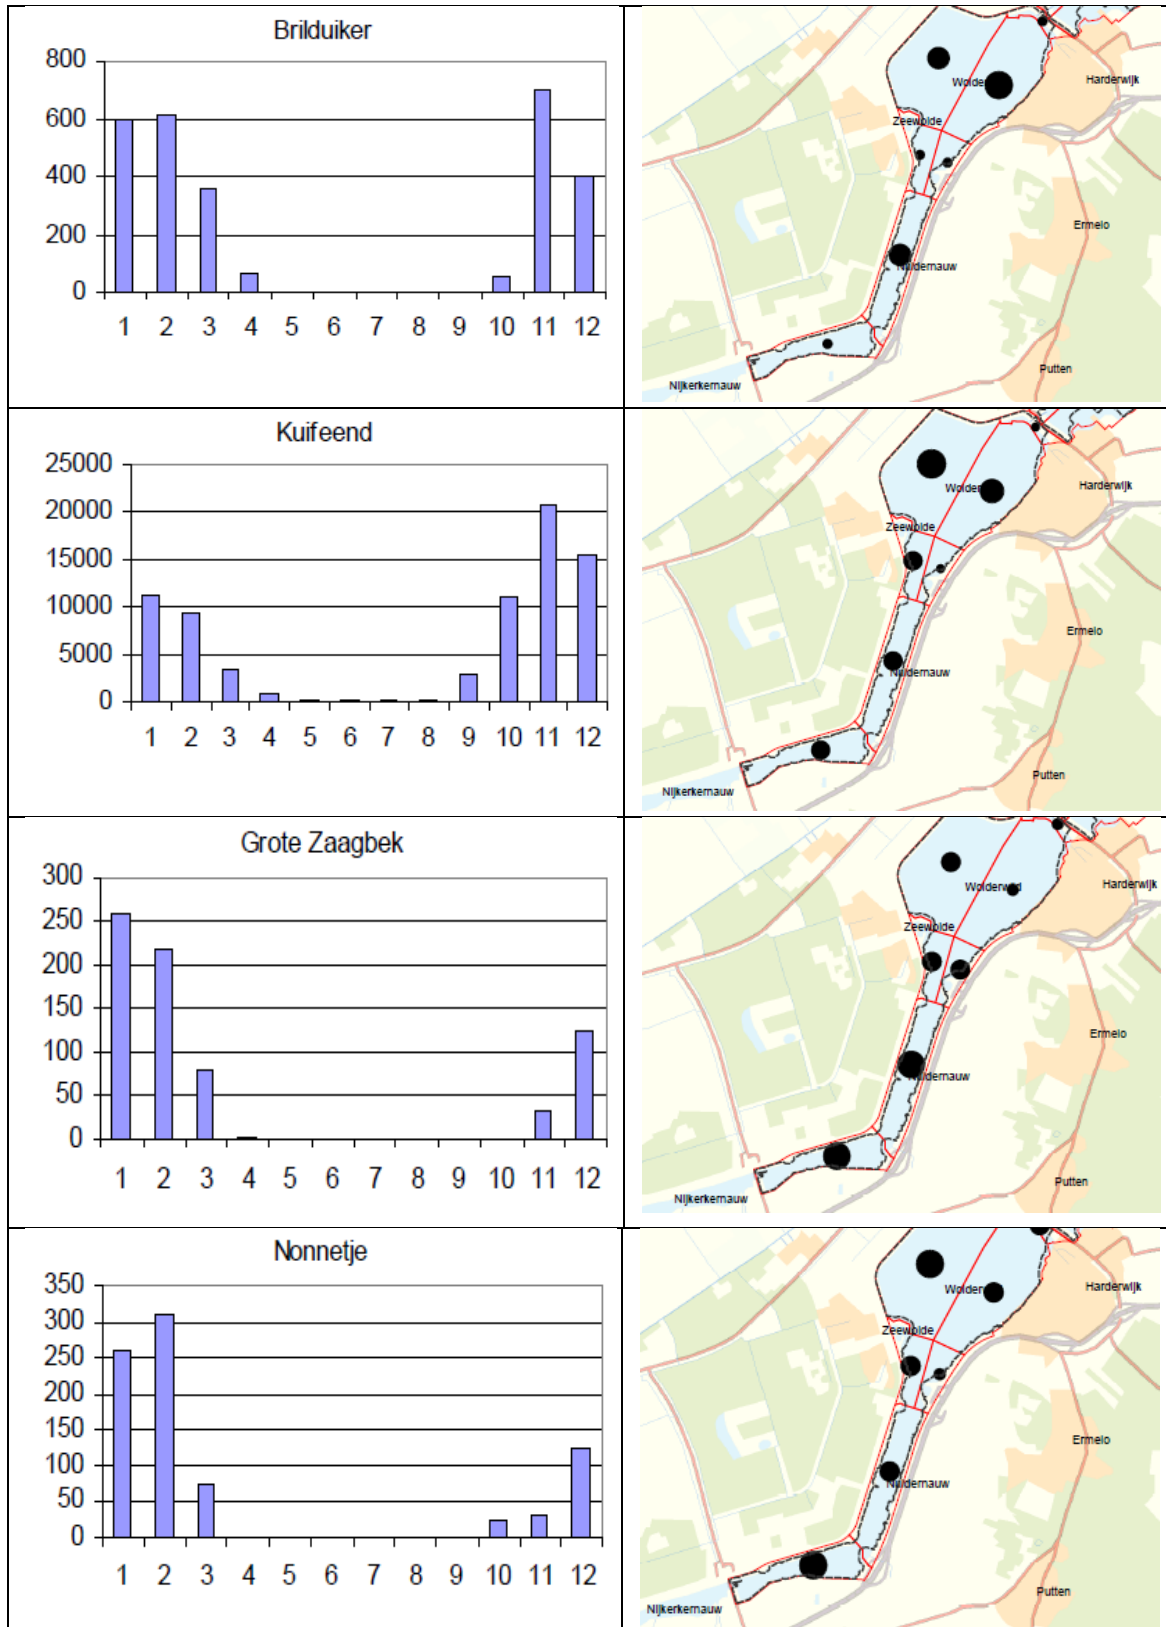 Brilduiker
800
600
400
200
0
1 2 3 4 5 6 7 8 9 10 11 12
Harderwijk
Zeewolde
Ermelo
Nuldernauw
Putten
Nijkerkernauw
Kuifeend
25000
20000
15000
10000
5000
0
1 2 3 4 5 6 7 8 9 10 11 12
Harderwijk
Zeewolde
Ermelo
Nuldernauw
Putten
Nijkerkernauw
Grote Zaagbek
300
250
200
150
100
50
0
1 2 3 4 5 6 7 8 9 10 11 12
Wolderwijd
Harderwijk
Zeewolde
Ermelo
Nuldernauw
Putten
Nijkerkernauw
Nonnetje
350
300
250
200
150
100
50
0
1 2 3 4 5 6 7 8 9 10 11 12
Harderwijk
Zeewolde
Ermelo
Nuldernauw
Putten
Nijkerkernauw